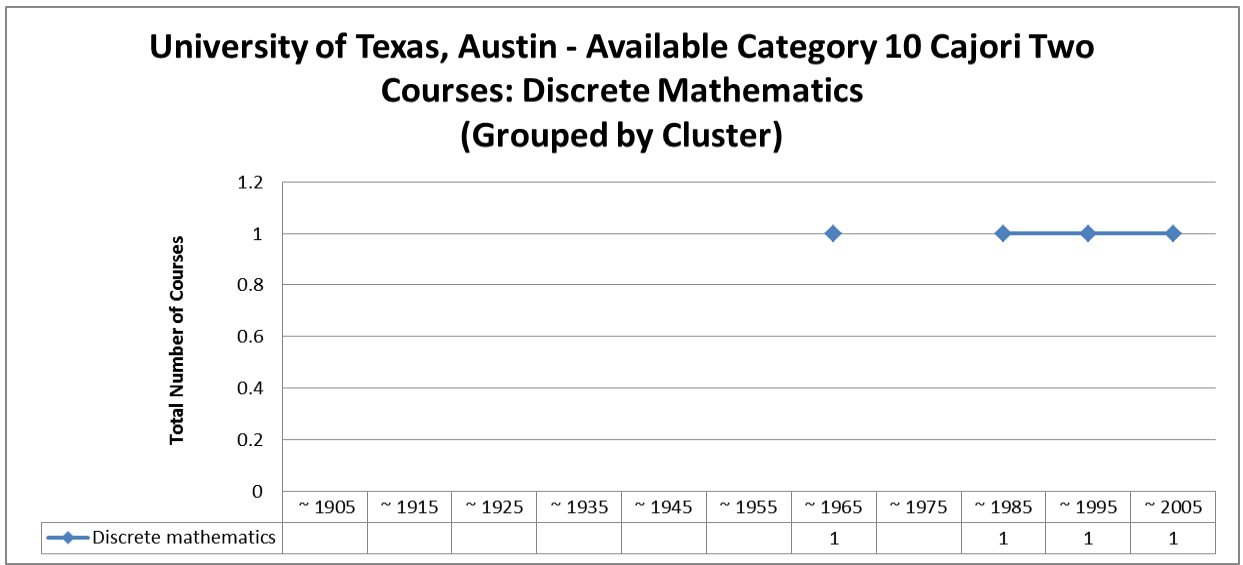 University of Texas, Austin - Available Category 10 Cajori Two
Courses: Discrete Mathematics
(Grouped by Cluster)
Total Number of Courses
1.2
1
0.8
0.6
0.4
0.2
0
~ 1905 ~ 1915 ~ 1925 ~ 1935 ~ 1945 ~ 1955 ~ 1965 ~ 1975 ~ 1985 ~ 1995 ~ 2005
Discrete mathematics 1 1 1 1